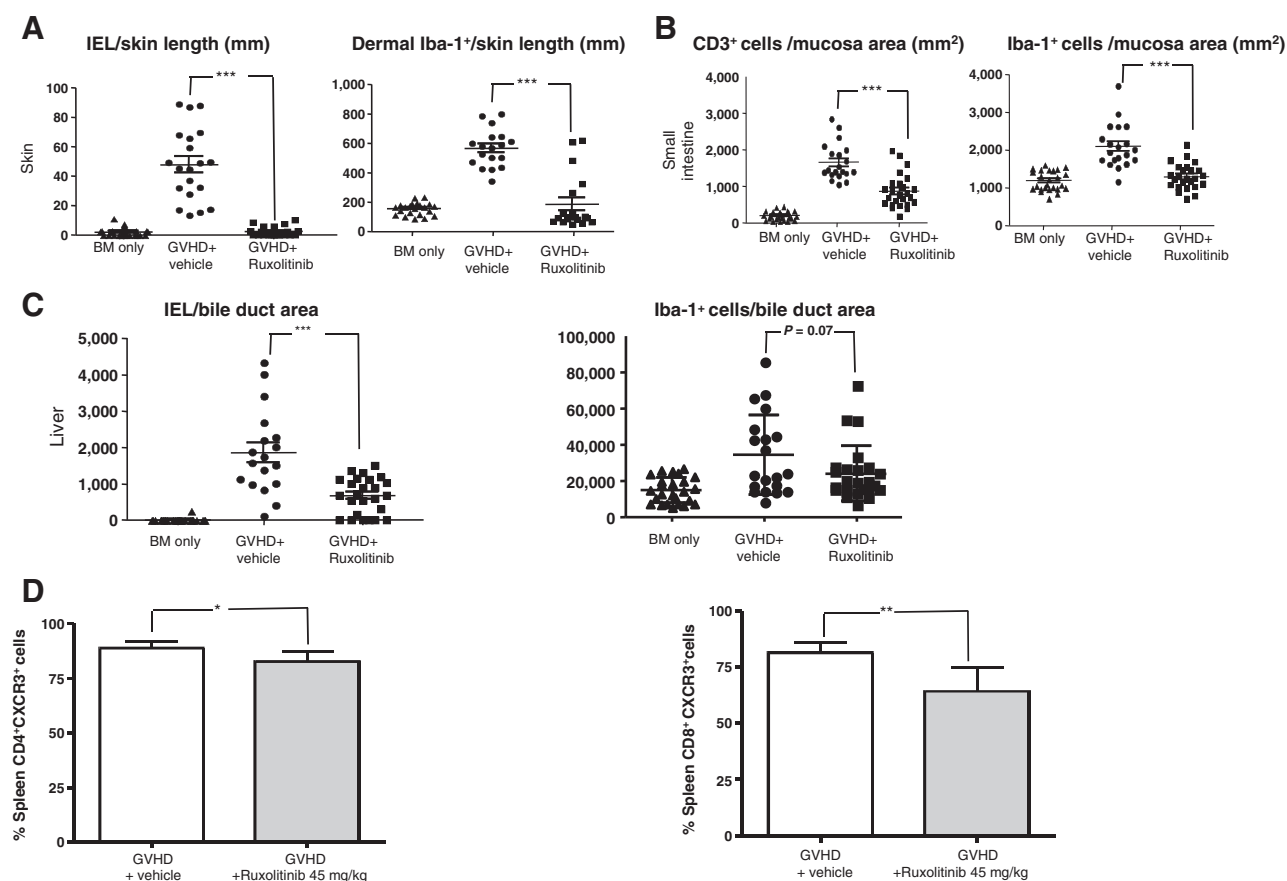 A
IEL/skin length (mm)
Skin
100
80
60
40
20
0
***
BM only
GVHD+
vehicle
GVHD+
Ruxolitinib
Dermal Iba-1⁺/skin length (mm)
1,000
800
600
400
200
0
***
BM only
GVHD+
vehicle
GVHD+
Ruxolitinib
B
CD3⁺ cells /mucosa area (mm²)
Small
intestine
4,000
3,000
2,000
1,000
0
***
BM only
GVHD+
vehicle
GVHD+
Ruxolitinib
Iba-1⁺ cells /mucosa area (mm²)
4,000
3,000
2,000
1,000
0
***
BM only
GVHD+
vehicle
GVHD+
Ruxolitinib
C
IEL/bile duct area
Liver
5,000
4,000
3,000
2,000
1,000
0
***
BM only
GVHD+
vehicle
GVHD+
Ruxolitinib
Iba-1⁺ cells/bile duct area
100,000
80,000
60,000
40,000
20,000
0
P = 0.07
BM only
GVHD+
vehicle
GVHD+
Ruxolitinib
D
% Spleen CD4⁺CXCR3⁺ cells
100
75
50
25
0
*
GVHD
+ vehicle
GVHD
+Ruxolitinib 45 mg/kg
% Spleen CD8⁺ CXCR3⁺cells
100
75
50
25
0
**
GVHD
+ vehicle
GVHD
+Ruxolitinib 45 mg/kg